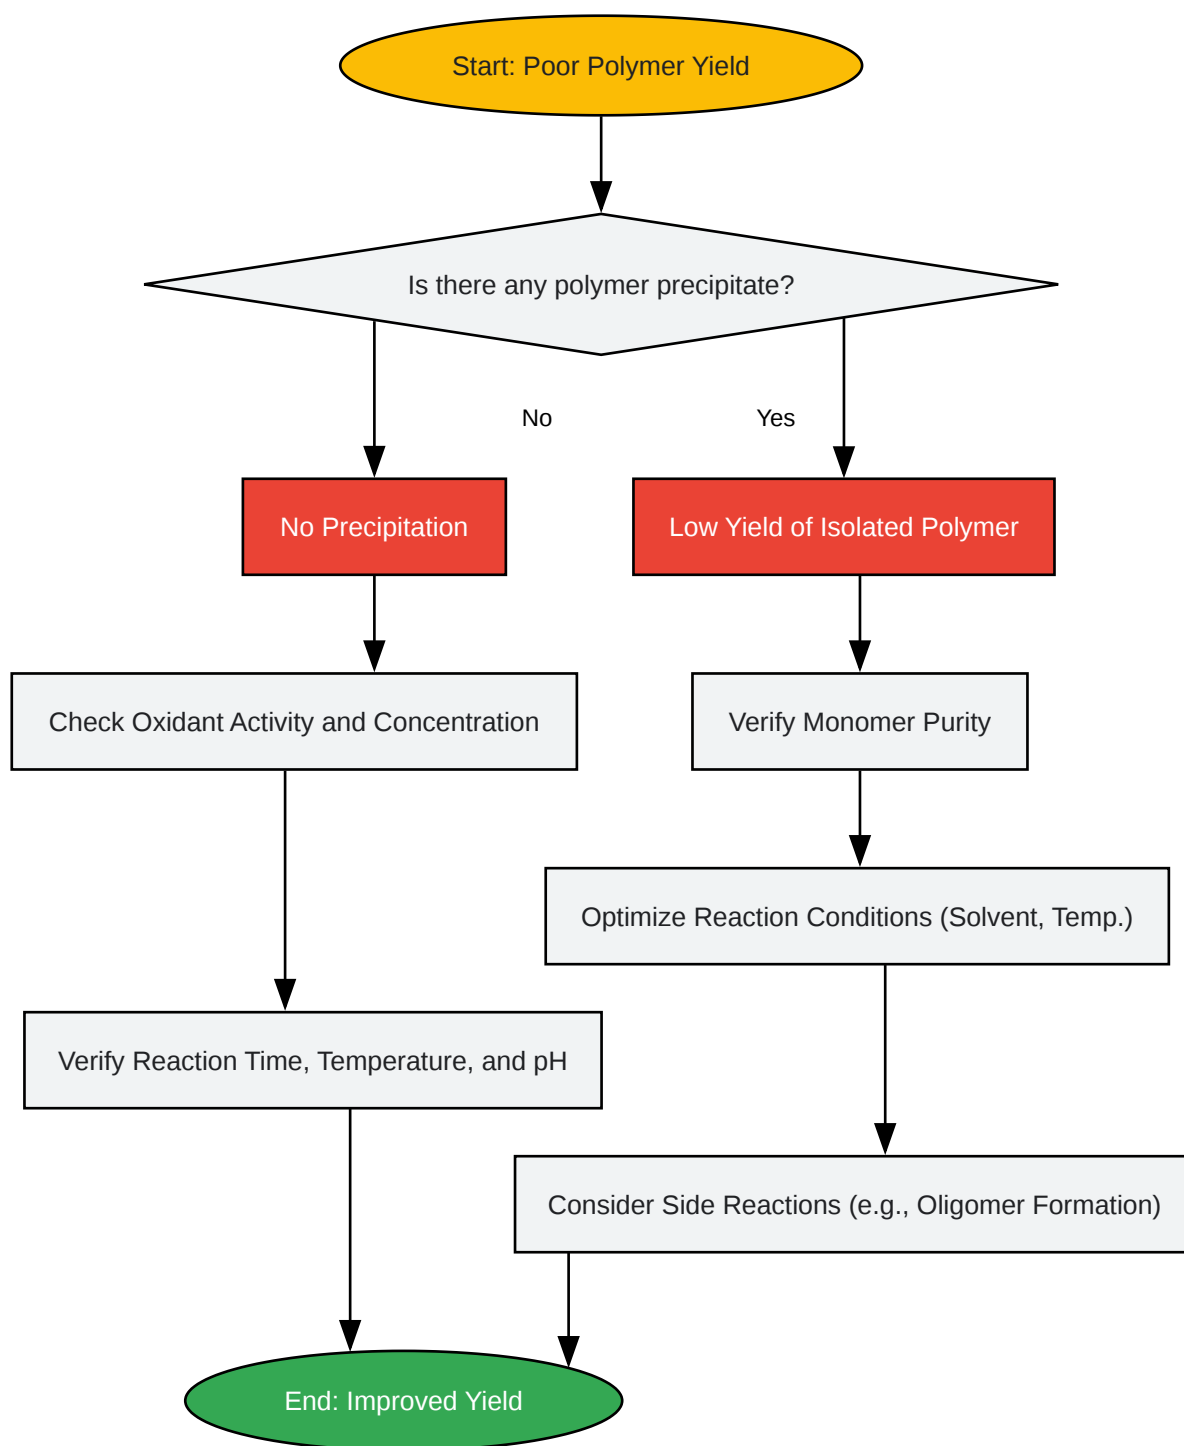 Start: Poor Polymer Yield
Is there any polymer precipitate?
No
Yes
No Precipitation
Low Yield of Isolated Polymer
Check Oxidant Activity and Concentration
Verify Monomer Purity
Optimize Reaction Conditions (Solvent, Temp.)
Verify Reaction Time, Temperature, and pH
Consider Side Reactions (e.g., Oligomer Formation)
End: Improved Yield